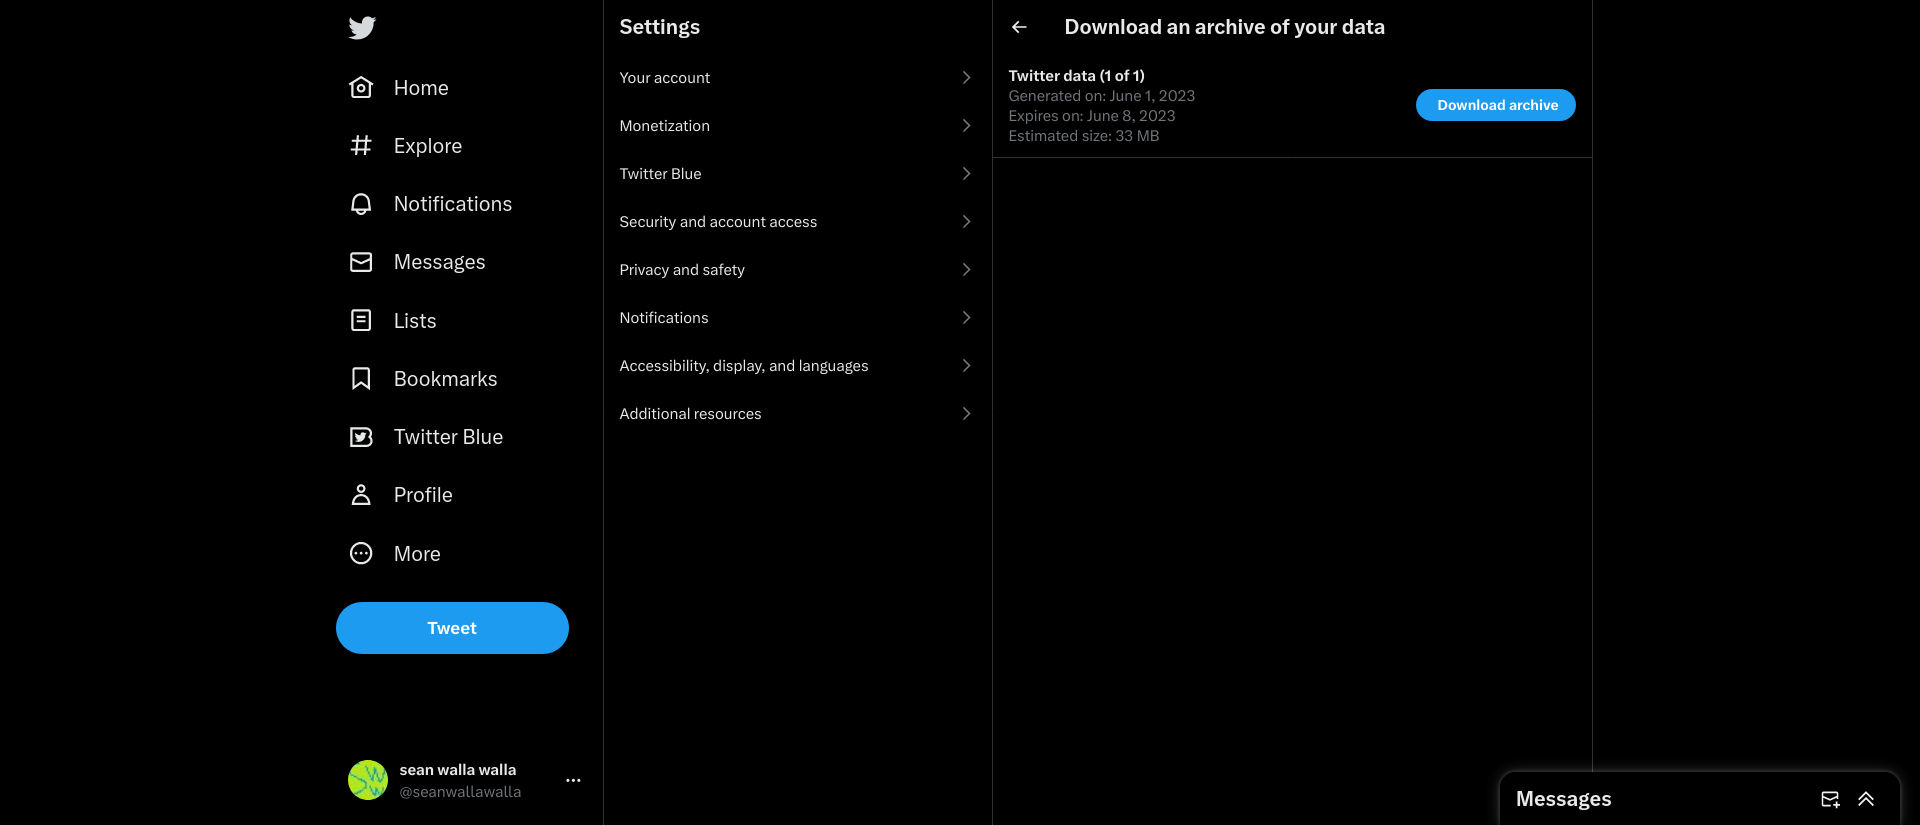 Home
Explore
Notifications
Messages
Lists
Bookmarks
Twitter Blue
Profile
More
Tweet
sean walla walla
@seanwallawalla
Settings
Your account
Monetization
Twitter Blue
Security and account access
Privacy and safety
Notifications
Accessibility, display, and languages
Additional resources
Download an archive of your data
Twitter data (1 of 1)
Generated on: June 1, 2023
Expires on: June 8, 2023
Estimated size: 33 MB
Download archive
Messages